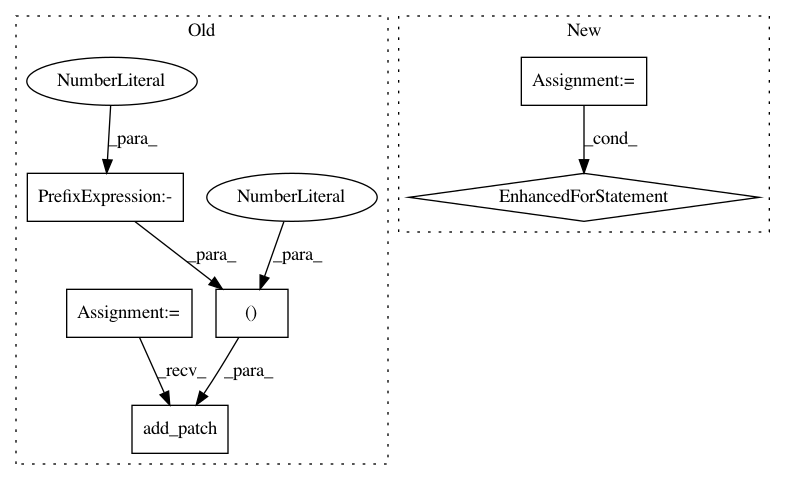 Old
New
NumberLiteral
Assignment:=
_para_
_cond_
PrefixExpression:-
NumberLiteral
EnhancedForStatement
_para_
_para_
Assignment:=
()
_recv_
_para_
add_patch